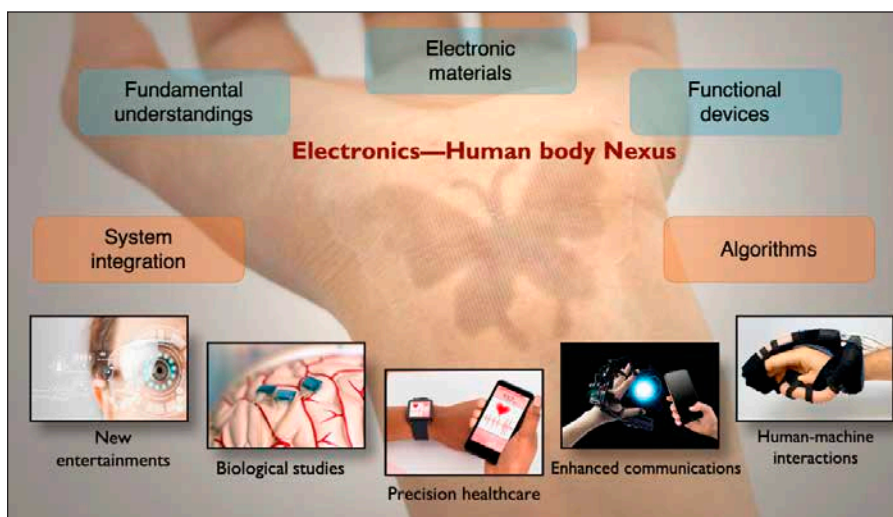 Electronic
materials
Fundamental
understandings
Functional
devices
Electronics—Human body Nexus
System
integration
Algorithms
New
entertainments
Biological studies
Precision healthcare
Enhanced communications
Human-machine
interactions